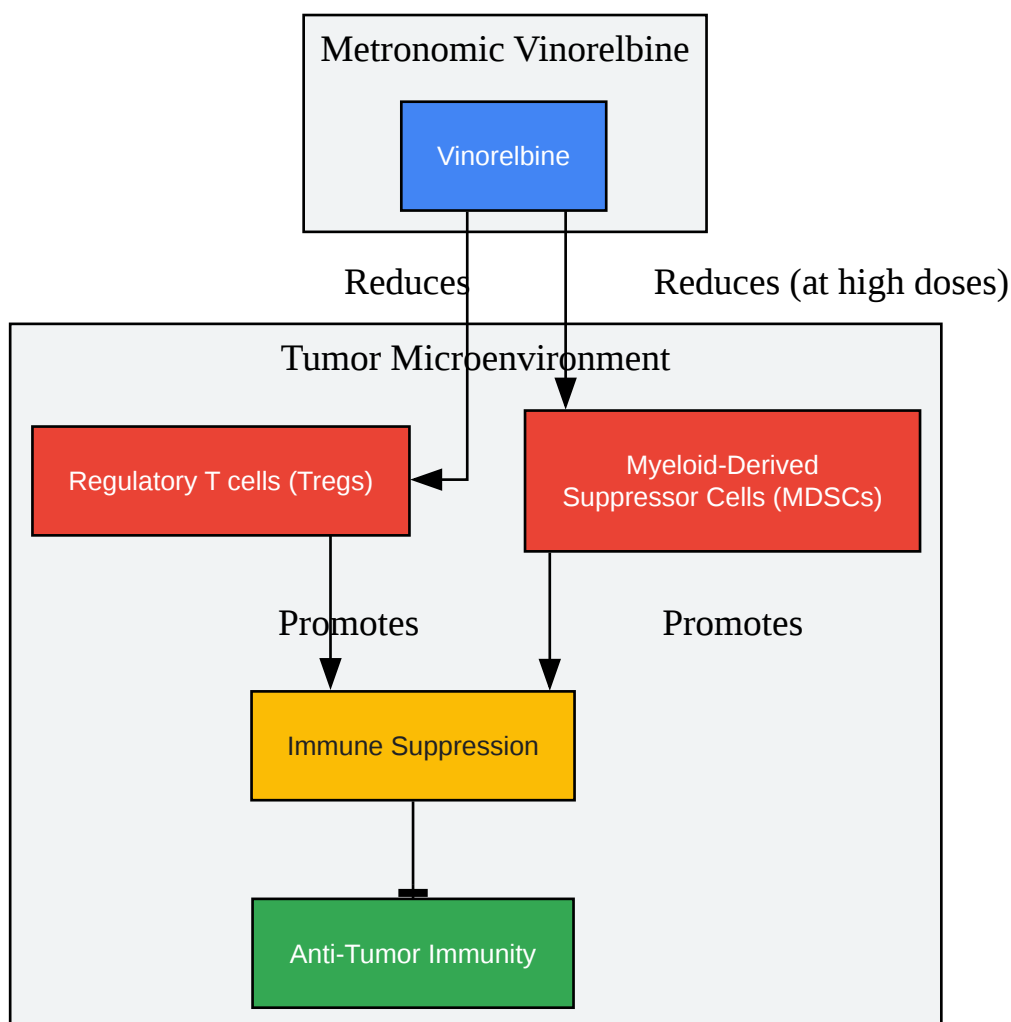 Metronomic Vinorelbine
Vinorelbine
Reduces
Reduces (at high doses)
Tumor Microenvironment
Regulatory T cells (Tregs)
Myeloid-Derived
Suppressor Cells (MDSCs)
Promotes
Promotes
Immune Suppression
Anti-Tumor Immunity